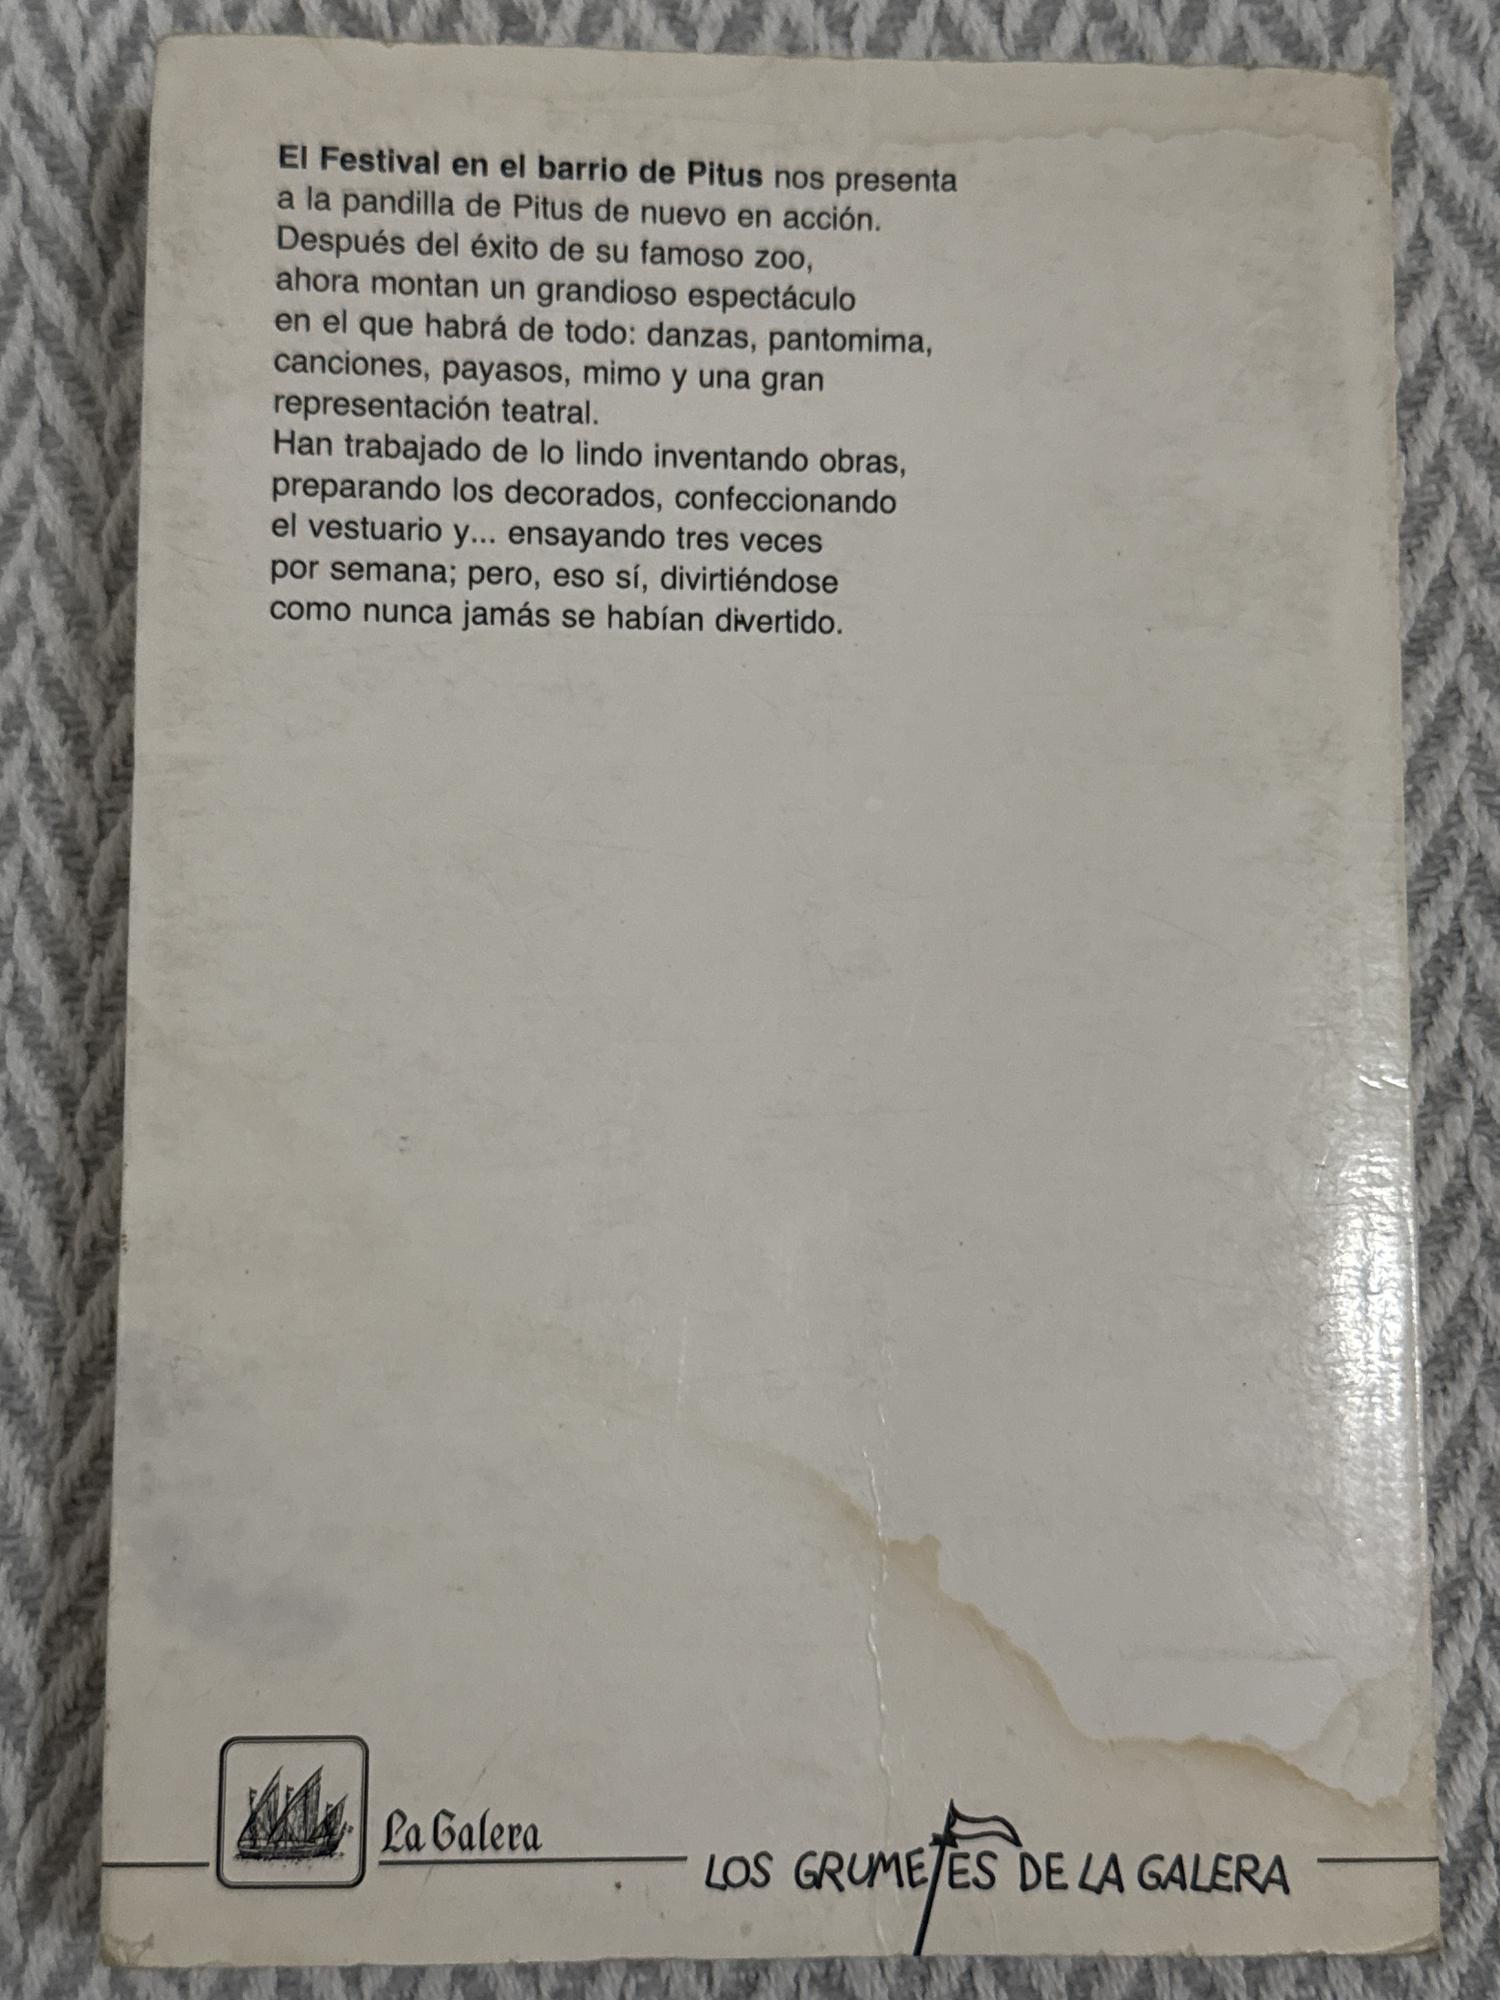 El Festival en el barrio de Pitus nos presenta
a la pandilla de Pitus de nuevo en acción.
Después del éxito de su famoso zoo,
ahora montan un grandioso espectáculo
en el que habrá de todo: danzas, pantomima,
canciones, payasos, mimo y una gran
representación teatral.
Han trabajado de lo lindo inventando obras,
preparando los decorados, confeccionando
el vestuario y... ensayando tres veces
por semana; pero, eso sí, divirtiéndose
como nunca jamás se habían divertido.
La Galera
LOS GRUMETES DE LA GALERA